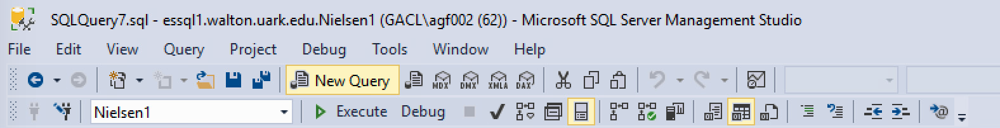 SQLQuery7.sql - essql1.walton.uark.edu.Nielsen1 (GACL\agf002 (62)) - Microsoft SQL Server Management Studio
File Edit View Query Project Debug Tools Window Help
New Query MDX DMX XMLA DAX
Nielsen1 Execute Debug